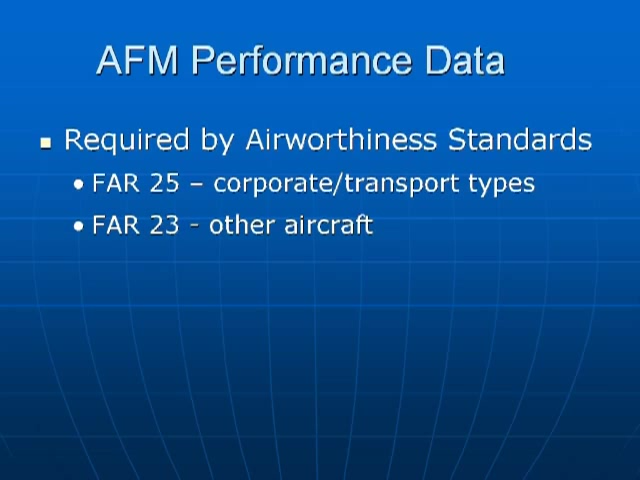 AFM Performance Data
Required by Airworthiness Standards
• FAR 25 – corporate/transport types
• FAR 23 - other aircraft